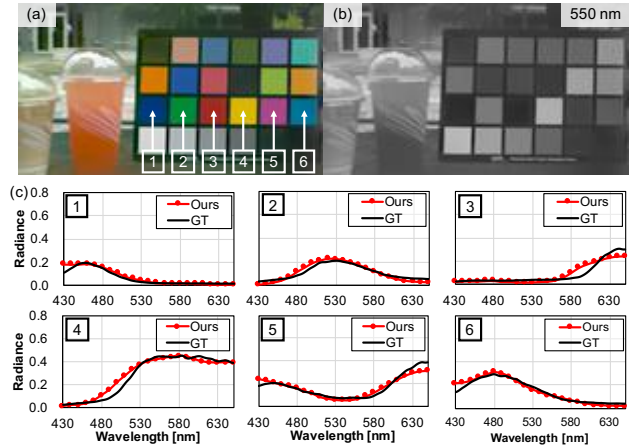 (a)
(b)
550 nm
1 2 3 4 5 6
(c)
0.8
0.6
0.4
0.2
0.0
Radiance
1
Ours
GT
430 480 530 580 630
2
Ours
GT
430 480 530 580 630
3
Ours
GT
430 480 530 580 630
0.8
0.6
0.4
0.2
0.0
Radiance
4
Ours
GT
430 480 530 580 630
Wavelength [nm]
5
Ours
GT
430 480 530 580 630
Wavelength [nm]
6
Ours
GT
430 480 530 580 630
Wavelength [nm]